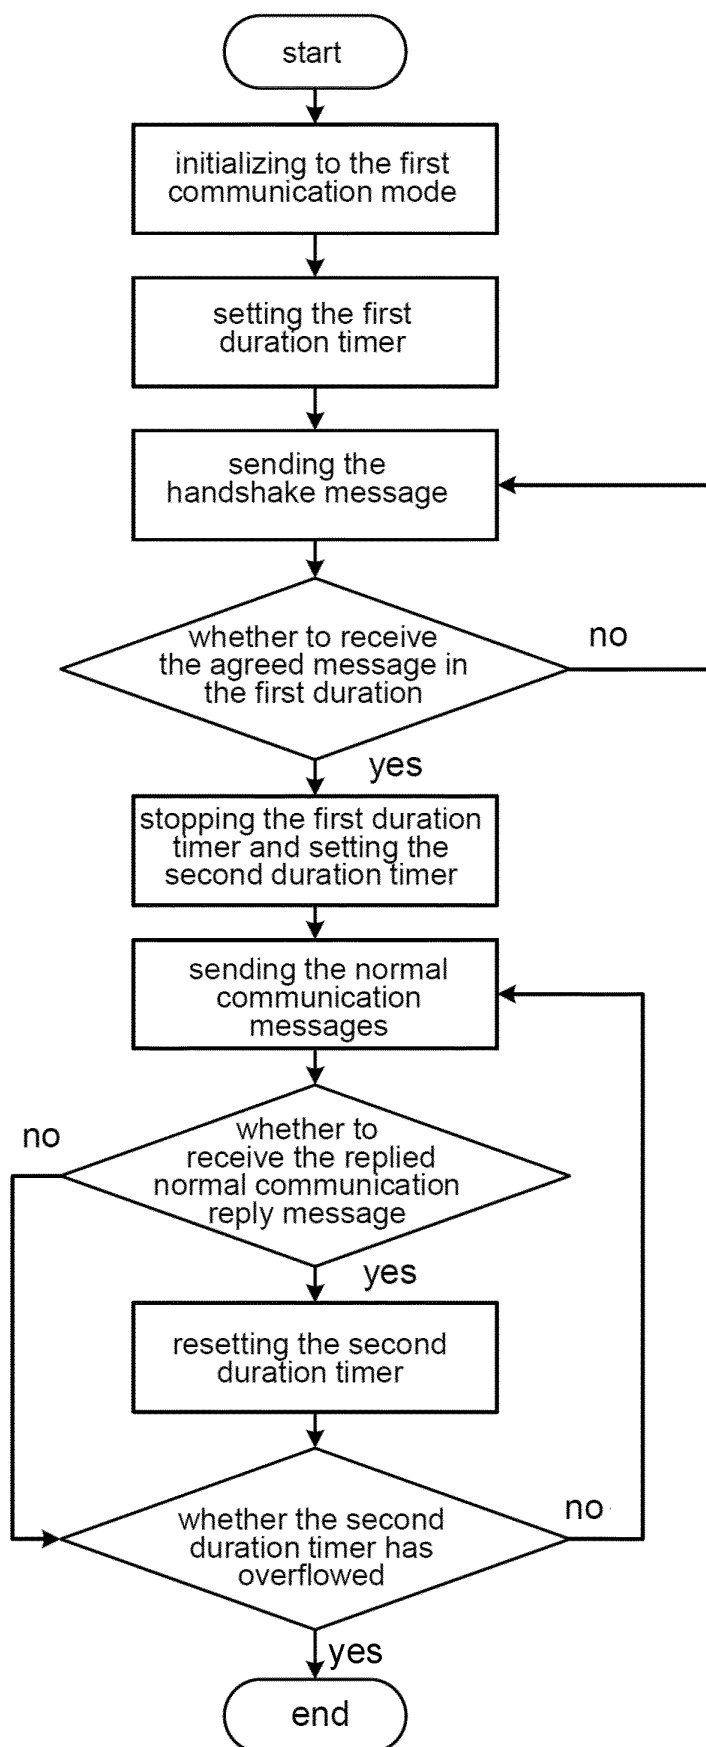 start
initializing to the first
communication mode
setting the first
duration timer
sending the
handshake message
whether to receive
the agreed message in
the first duration
no
yes
stopping the first duration
timer and setting the
second duration timer
sending the normal
communication
messages
no
whether to
receive the replied
normal communication
reply message
yes
resetting the second
duration timer
whether the second
duration timer has
overflowed
no
yes
end